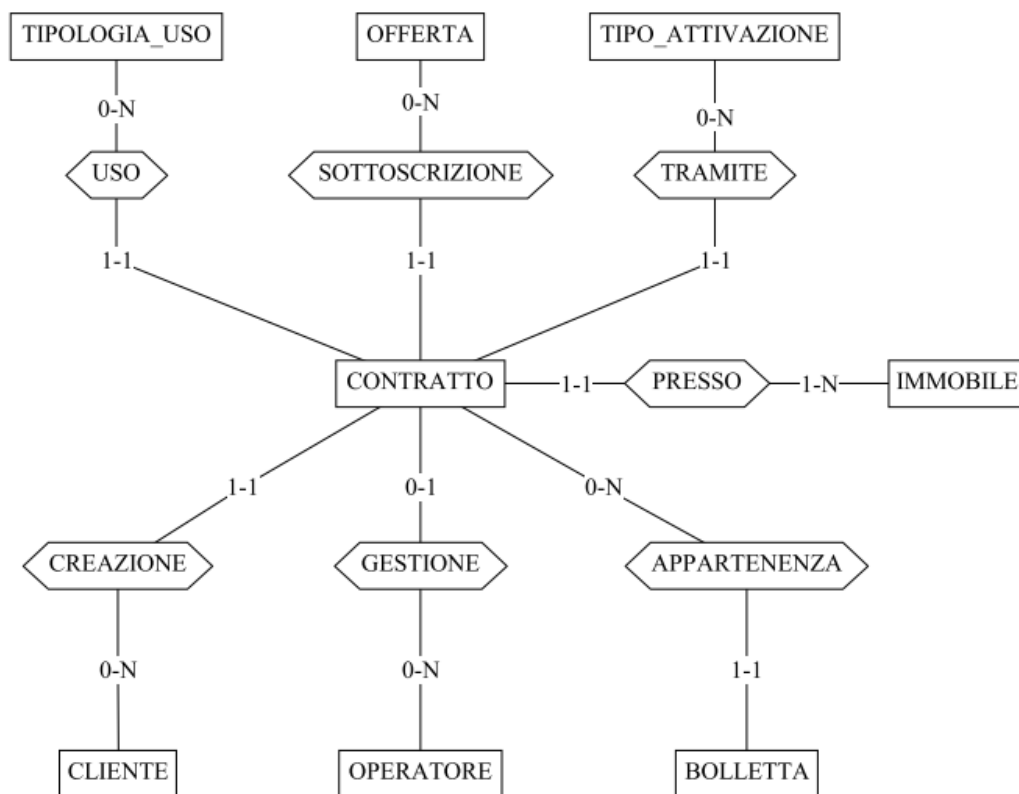 TIPOLOGIA_USO OFFERTA TIPO_ATTIVAZIONE
0-N 0-N 0-N
USO SOTTOSCRIZIONE TRAMITE
1-1 1-1 1-1
CONTRATTO 1-1 PRESSO 1-N IMMOBILE
1-1 0-1 0-N
CREAZIONE GESTIONE APPARTENENZA
0-N 0-N 1-1
CLIENTE OPERATORE BOLLETTA